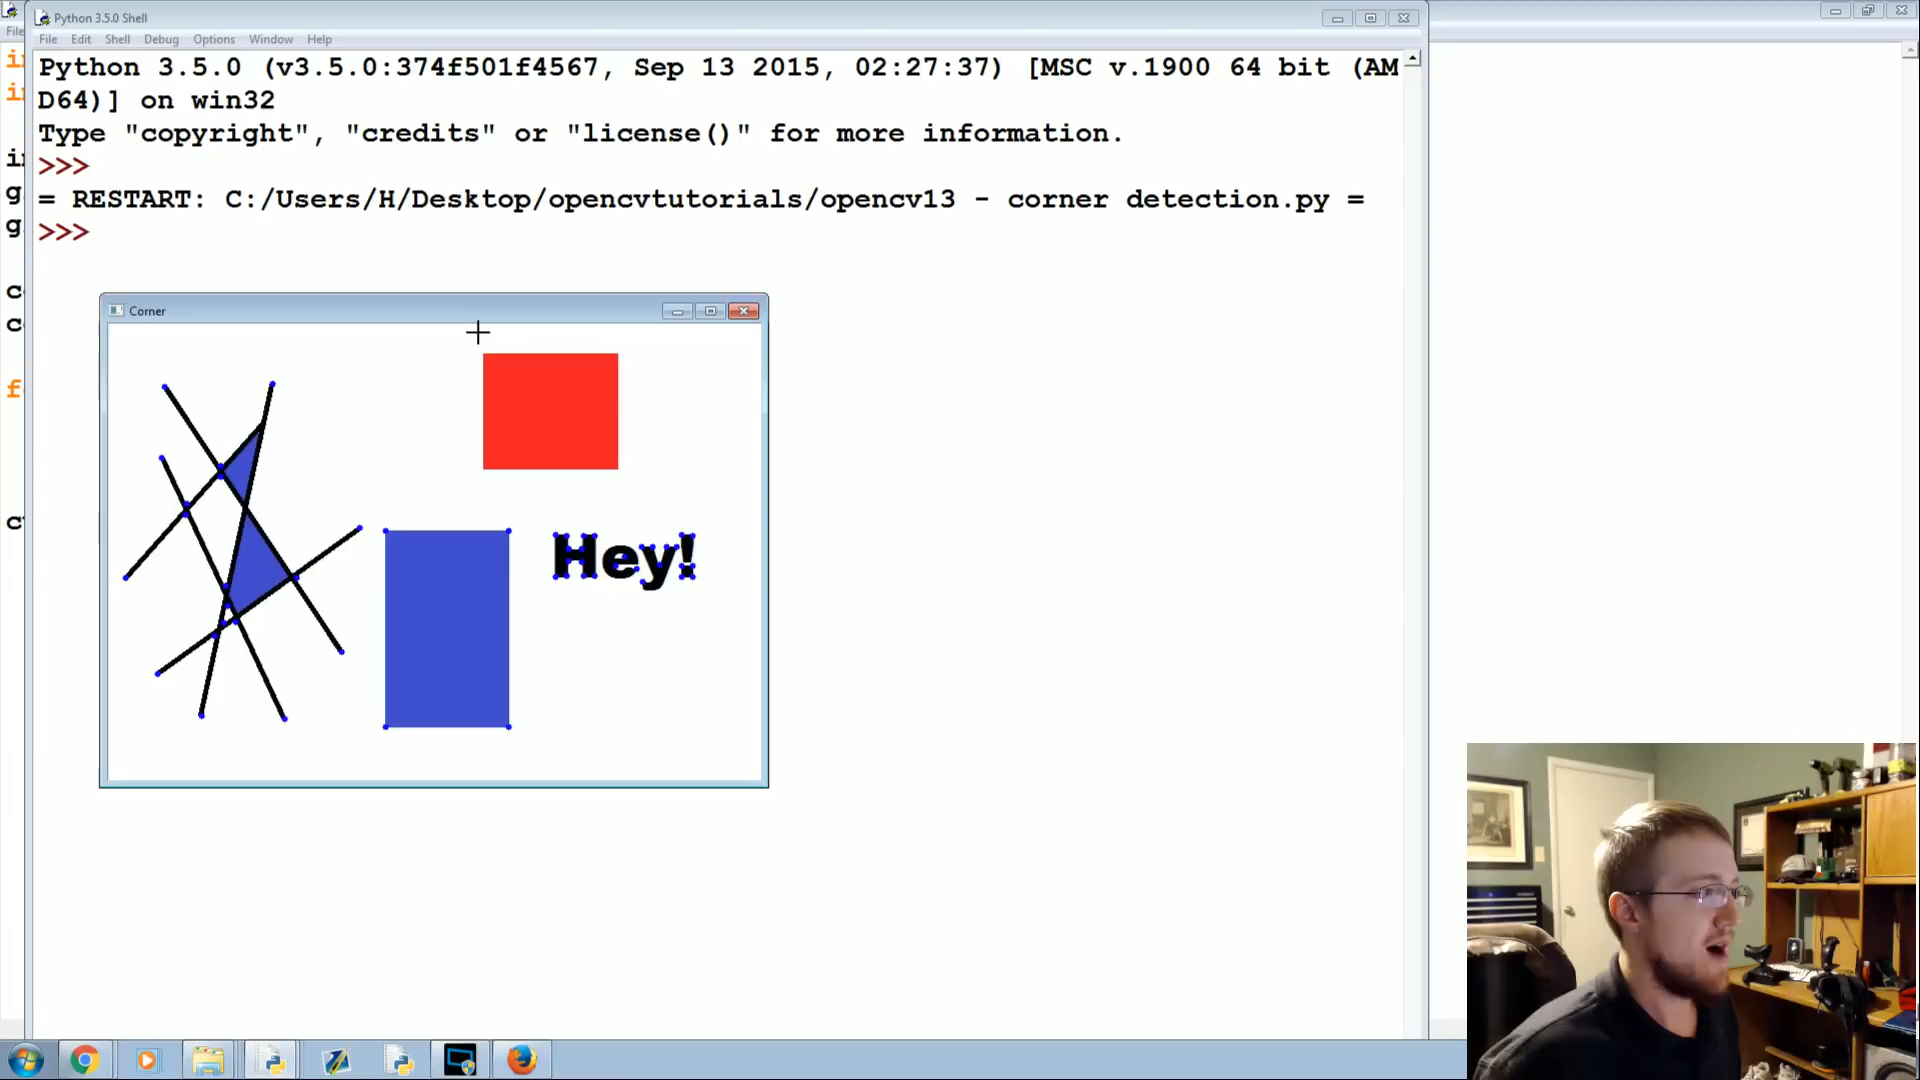 Python 3.5.0 Shell
File Edit Shell Debug Options Window Help
Python 3.5.0 (v3.5.0:374f501f4567, Sep 13 2015, 02:27:37) [MSC v.1900 64 bit (AM
D64)] on win32
Type "copyright", "credits" or "license()" for more information.
>>>
= RESTART: C:/Users/H/Desktop/opencvtutorials/opencv13 - corner detection.py =
>>>
Corner
Hey!